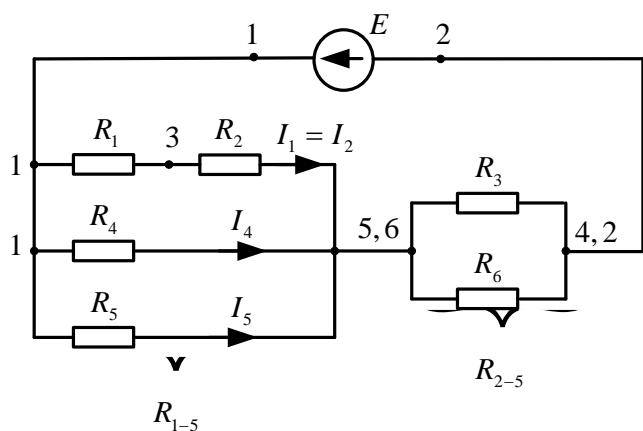 1 E 2
R₁ 3 R₂ I₁ = I₂
1
R₃
1 R₄ I₄ 5, 6 4, 2
R₆
R₅ I₅
R₁₋₅ R₂₋₅